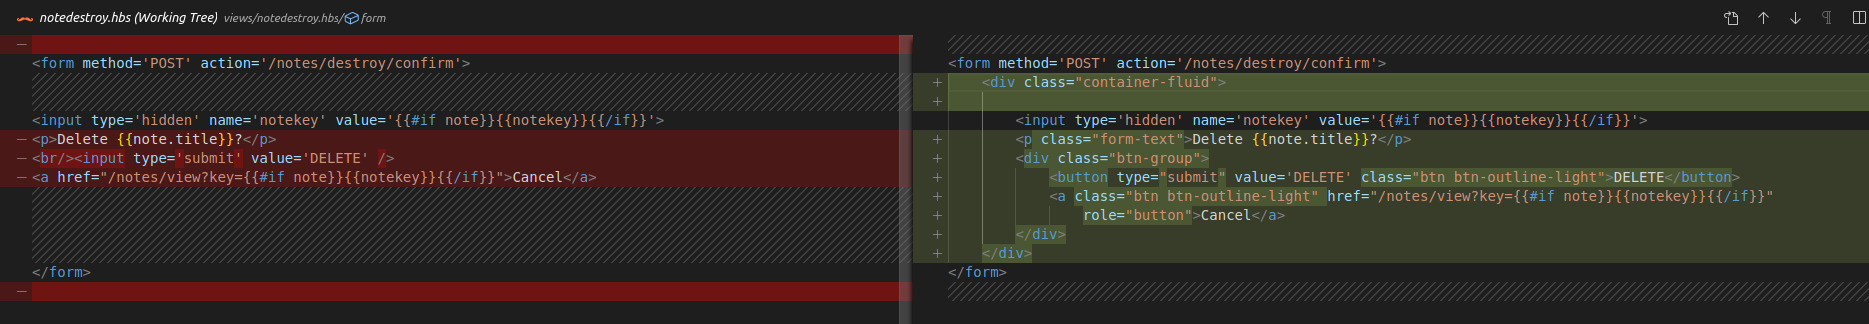 notedestroy.hbs (Working Tree) views/notedestroy.hbs/form
<form method='POST' action='/notes/destroy/confirm'>
<input type='hidden' name='notekey' value='{{#if note}}{{notekey}}{{/if}}'>
<p>Delete {{note.title}}?</p>
<br/><input type='submit' value='DELETE' />
<a href="/notes/view?key={{#if note}}{{notekey}}{{/if}}">Cancel</a>
</form>
<form method='POST' action='/notes/destroy/confirm'>
<div class="container-fluid">
<input type='hidden' name='notekey' value='{{#if note}}{{notekey}}{{/if}}'>
<p class="form-text">Delete {{note.title}}?</p>
<div class="btn-group">
<button type="submit" value='DELETE' class="btn btn-outline-light">DELETE</button>
<a class="btn btn-outline-light" href="/notes/view?key={{#if note}}{{notekey}}{{/if}}"
role="button">Cancel</a>
</div>
</div>
</form>